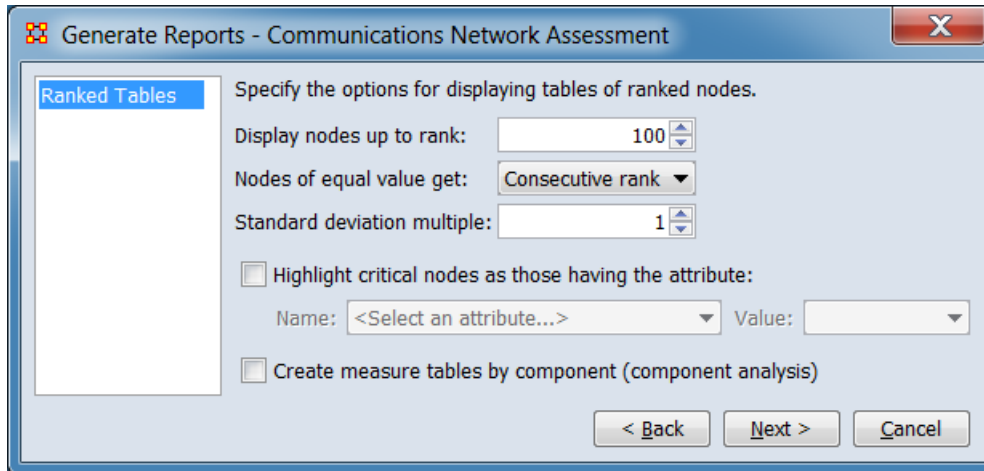 Generate Reports - Communications Network Assessment
X
Ranked Tables
Specify the options for displaying tables of ranked nodes.
Display nodes up to rank: 100
Nodes of equal value get: Consecutive rank
Standard deviation multiple: 1
Highlight critical nodes as those having the attribute:
Name: <Select an attribute...> Value:
Create measure tables by component (component analysis)
< Back Next > Cancel